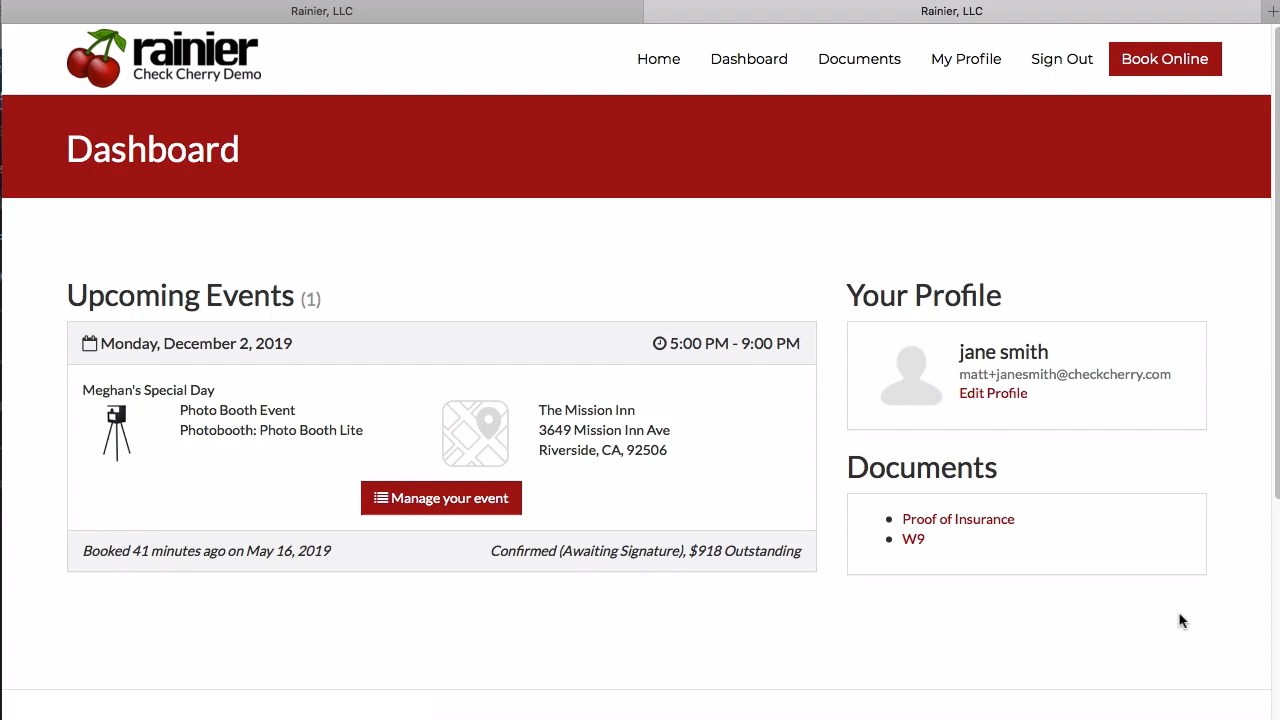 Rainier, LLC
Rainier, LLC
rainier
Check Cherry Demo
Home
Dashboard
Documents
My Profile
Sign Out
Book Online
Dashboard
Upcoming Events (1)
Monday, December 2, 2019
5:00 PM - 9:00 PM
Meghan's Special Day
Photo Booth Event
Photobooth: Photo Booth Lite
The Mission Inn
3649 Mission Inn Ave
Riverside, CA, 92506
Manage your event
Booked 41 minutes ago on May 16, 2019
Confirmed (Awaiting Signature), $918 Outstanding
Your Profile
jane smith
matt+janesmith@checkcherry.com
Edit Profile
Documents
Proof of Insurance
W9